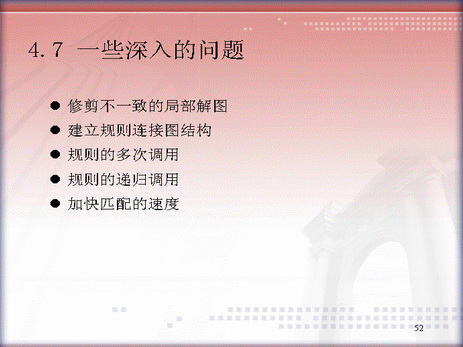 4.7 一些深入的问题
● 修剪不一致的局部解图
● 建立规则连接图结构
● 规则的多次调用
● 规则的递归调用
● 加快匹配的速度
52